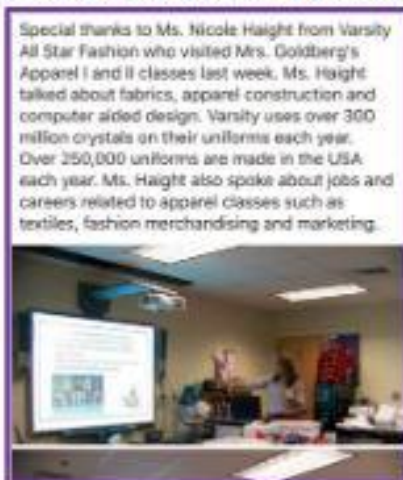 Special thanks to Ms. Nicole Haight from Varsity
All Star Fashion who visited Mrs. Goldberg's
Apparel I and II classes last week. Ms. Haight
talked about fabrics, apparel construction and
computer aided design. Varsity uses over 300
million crystals on their uniforms each year.
Over 250,000 uniforms are made in the USA
each year. Ms. Haight also spoke about jobs and
careers related to apparel classes such as
textiles, fashion merchandising and marketing.